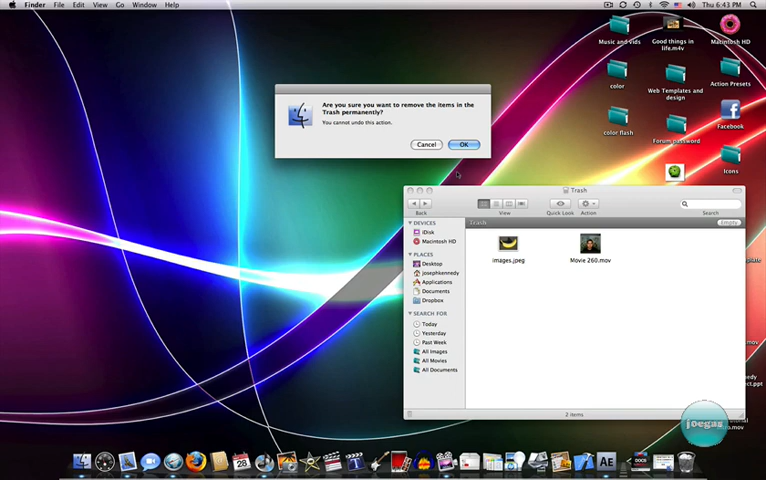 Finder File Edit View Go Window Help
Thu 6:43 PM
Music and vids
Good things in life.m4v
Macintosh HD
color
Web Templates and design
Action Presets
color flash
Forum password
Facebook
Icons
Are you sure you want to remove the items in the
Trash permanently?
You cannot undo this action.
Cancel OK
Trash
Back View Quick Look Action Search
Trash Empty
DEVICES
iDisk
Macintosh HD
PLACES
Desktop
josephkennedy
Applications
Documents
Dropbox
SEARCH FOR
Today
Yesterday
Past Week
All Images
All Movies
All Documents
images.jpeg
Movie 260.mov
2 items
joegas
28
AE